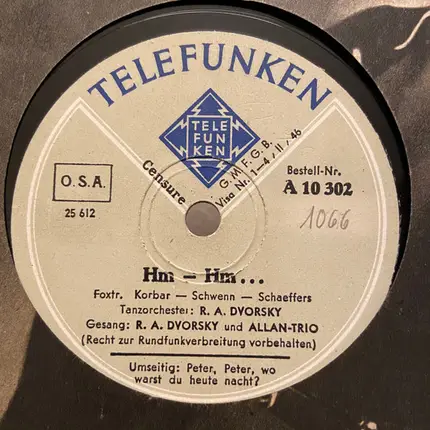 TELEFUNKEN
TELE
FUN
KEN
Censure
G.M.F.G.B.
Visa Nr. 1-4/II/46
O.S.A.
25 612
Bestell-Nr.
A 10 302
1066
Hm - Hm...
Foxtr. Korbar — Schwenn — Schaeffers
Tanzorchester: R. A. DVORSKY
Gesang: R. A. DVORSKY und ALLAN-TRIO
(Recht zur Rundfunkverbreitung vorbehalten)
Umseitig: Peter, Peter, wo
warst du heute nacht?